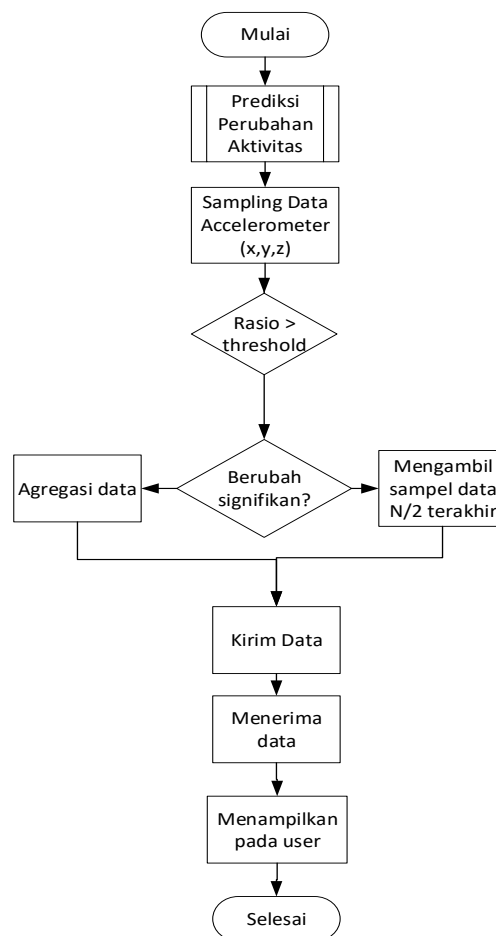 Mulai
Prediksi
Perubahan
Aktivitas
Sampling Data
Accelerometer
(x,y,z)
Rasio >
threshold
Agregasi data
Berubah
signifikan?
Mengambil
sampel data
N/2 terakhir
Kirim Data
Menerima
data
Menampilkan
pada user
Selesai